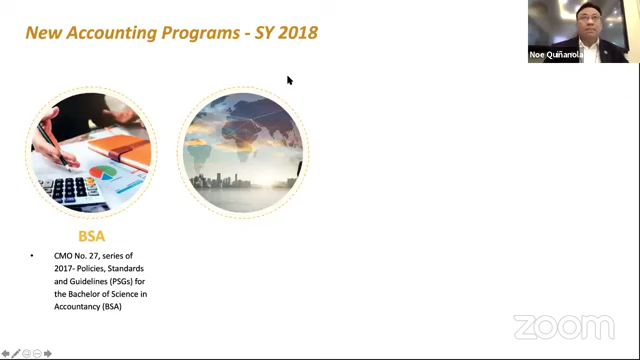 New Accounting Programs - SY 2018
Noe Quiñarrola
BSA
• CMO No. 27, series of
2017- Policies, Standards
and Guidelines (PSGs) for
the Bachelor of Science in
Accountancy (BSA)
zoom